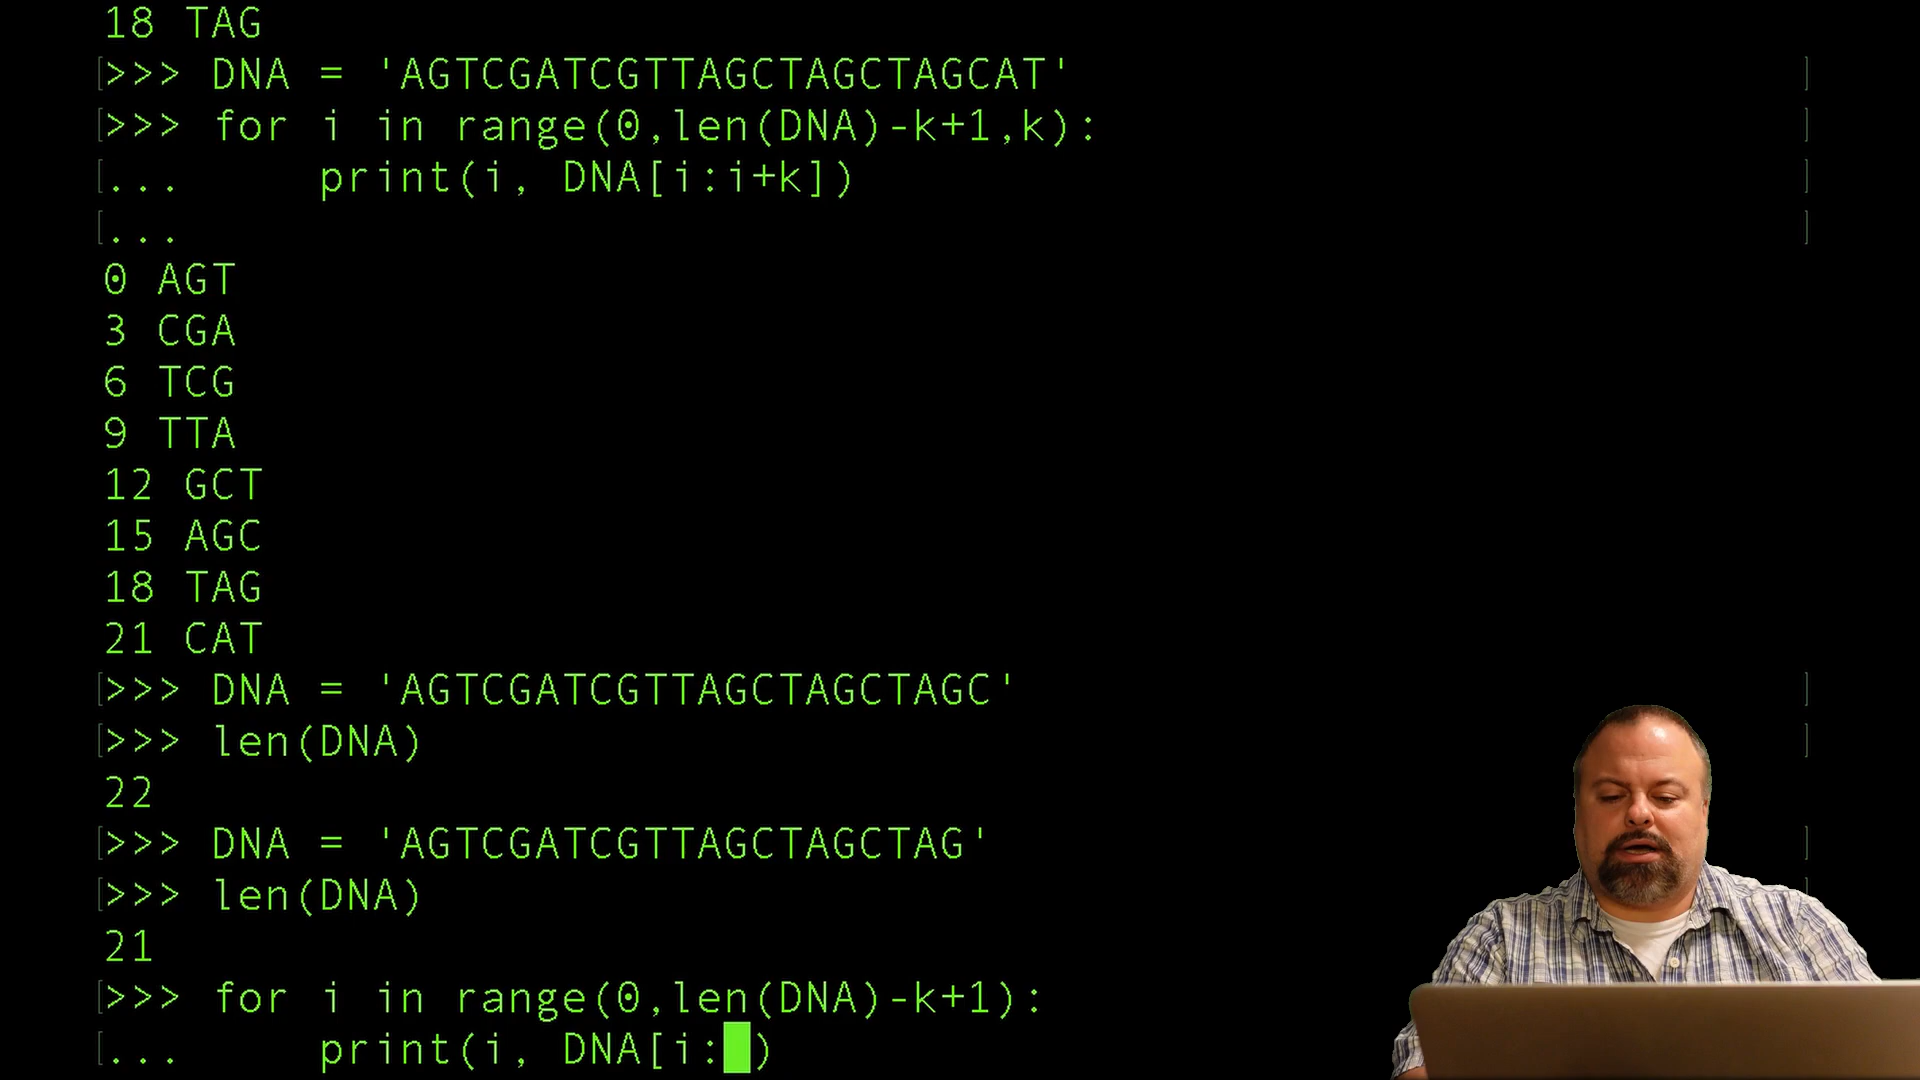 18 TAG
>>> DNA = 'AGTCGATCGTTAGCTAGCTAGCAT'
>>> for i in range(0,len(DNA)-k+1,k):
...     print(i, DNA[i:i+k])
...
0 AGT
3 CGA
6 TCG
9 TTA
12 GCT
15 AGC
18 TAG
21 CAT
>>> DNA = 'AGTCGATCGTTAGCTAGCTAGC'
>>> len(DNA)
22
>>> DNA = 'AGTCGATCGTTAGCTAGCTAG'
>>> len(DNA)
21
>>> for i in range(0,len(DNA)-k+1):
...     print(i, DNA[i: )